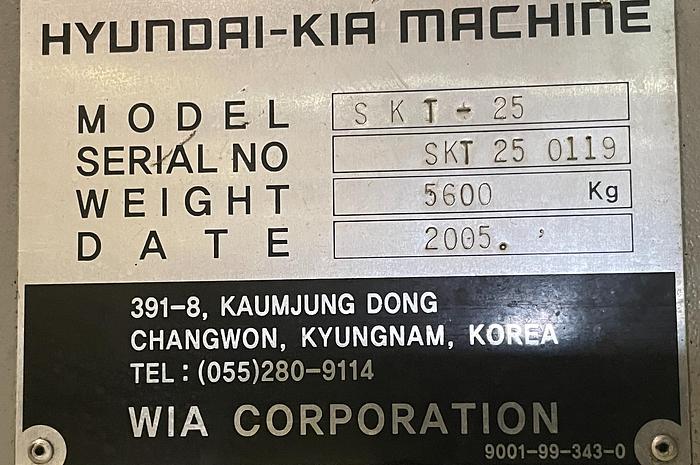 HYUNDAI-KIA MACHINE
MODEL SKT-25
SERIAL NO SKT 25 0119
WEIGHT 5600 Kg
DATE 2005.
391-8, KAUMJUNG DONG
CHANGWON, KYUNGNAM, KOREA
TEL : (055)280-9114
WIA CORPORATION
9001-99-343-0